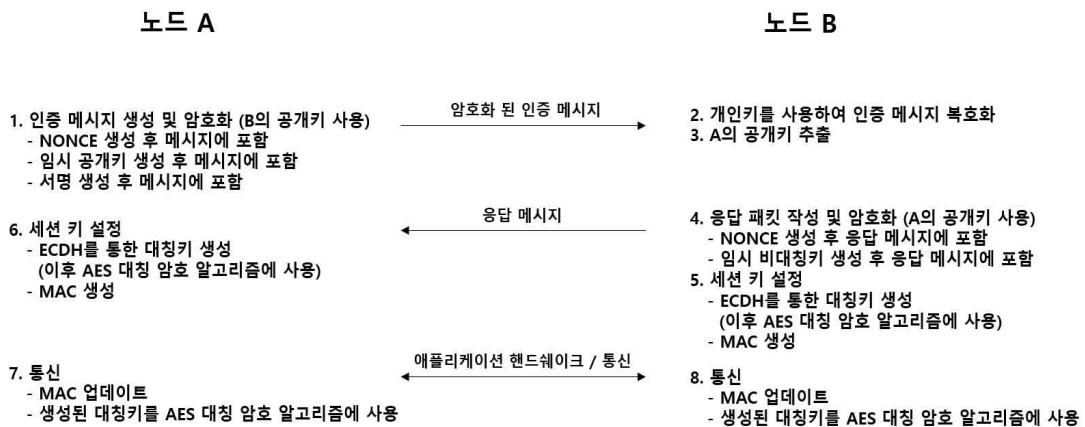 노드 A
노드 B
1. 인증 메시지 생성 및 암호화 (B의 공개키 사용)
- NONCE 생성 후 메시지에 포함
- 임시 공개키 생성 후 메시지에 포함
- 서명 생성 후 메시지에 포함
암호화 된 인증 메시지
2. 개인키를 사용하여 인증 메시지 복호화
3. A의 공개키 추출
응답 메시지
4. 응답 패킷 작성 및 암호화 (A의 공개키 사용)
- NONCE 생성 후 응답 메시지에 포함
- 임시 비대칭키 생성 후 응답 메시지에 포함
5. 세션 키 설정
- ECDH를 통한 대칭키 생성
(이후 AES 대칭 암호 알고리즘에 사용)
- MAC 생성
6. 세션 키 설정
- ECDH를 통한 대칭키 생성
(이후 AES 대칭 암호 알고리즘에 사용)
- MAC 생성
애플리케이션 핸드쉐이크 / 통신
7. 통신
- MAC 업데이트
- 생성된 대칭키를 AES 대칭 암호 알고리즘에 사용
8. 통신
- MAC 업데이트
- 생성된 대칭키를 AES 대칭 암호 알고리즘에 사용